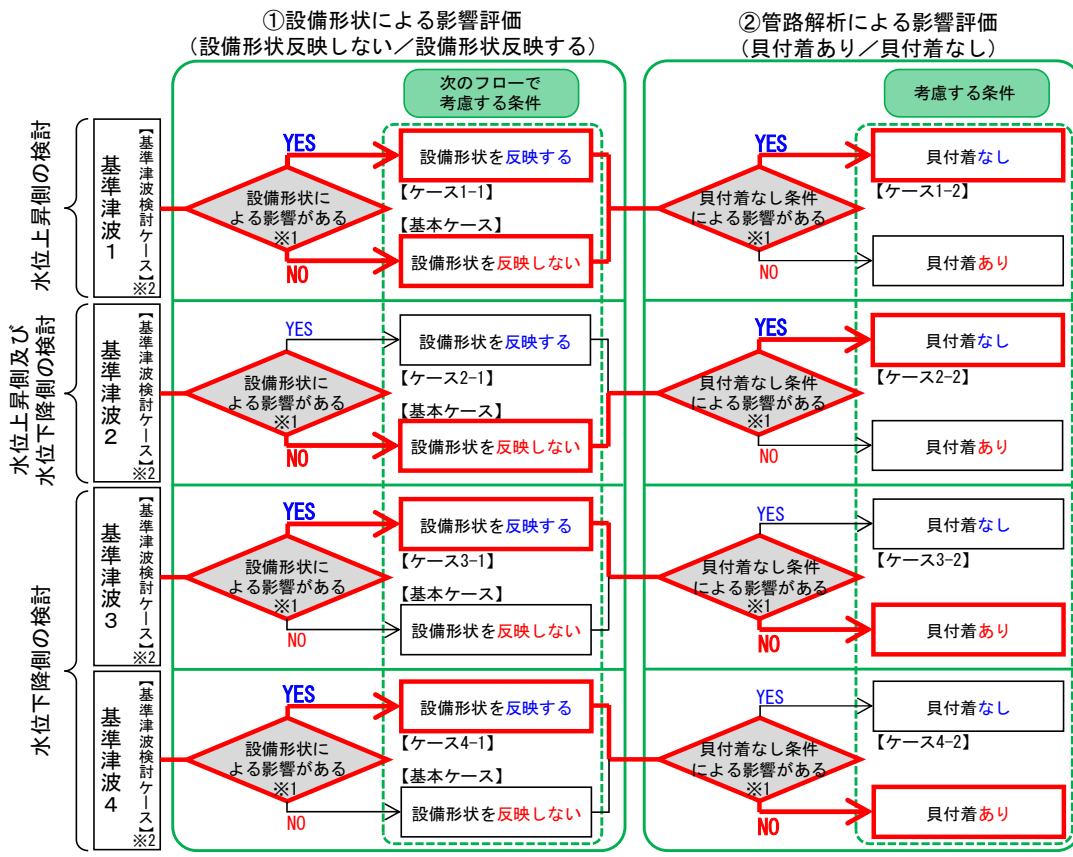 ①設備形状による影響評価
（設備形状反映しない／設備形状反映する）
②管路解析による影響評価
（貝付着あり／貝付着なし）
次のフローで
考慮する条件
考慮する条件
水位上昇側の検討
基準津波１
【基準津波検討ケース】
※2
設備形状に
よる影響がある
※1
YES
設備形状を反映する
【ケース1-1】
【基本ケース】
NO
設備形状を反映しない
貝付着なし条件
による影響がある
※1
YES
貝付着なし
【ケース1-2】
NO
貝付着あり
水位上昇側及び
水位下降側の検討
基準津波２
【基準津波検討ケース】
※2
設備形状に
よる影響がある
※1
YES
設備形状を反映する
【ケース2-1】
【基本ケース】
NO
設備形状を反映しない
貝付着なし条件
による影響がある
※1
YES
貝付着なし
【ケース2-2】
NO
貝付着あり
水位下降側の検討
基準津波３
【基準津波検討ケース】
※2
設備形状に
よる影響がある
※1
YES
設備形状を反映する
【ケース3-1】
【基本ケース】
NO
設備形状を反映しない
貝付着なし条件
による影響がある
※1
YES
貝付着なし
【ケース3-2】
NO
貝付着あり
基準津波４
【基準津波検討ケース】
※2
設備形状に
よる影響がある
※1
YES
設備形状を反映する
【ケース4-1】
【基本ケース】
NO
設備形状を反映しない
貝付着なし条件
による影響がある
※1
YES
貝付着なし
【ケース4-2】
NO
貝付着あり